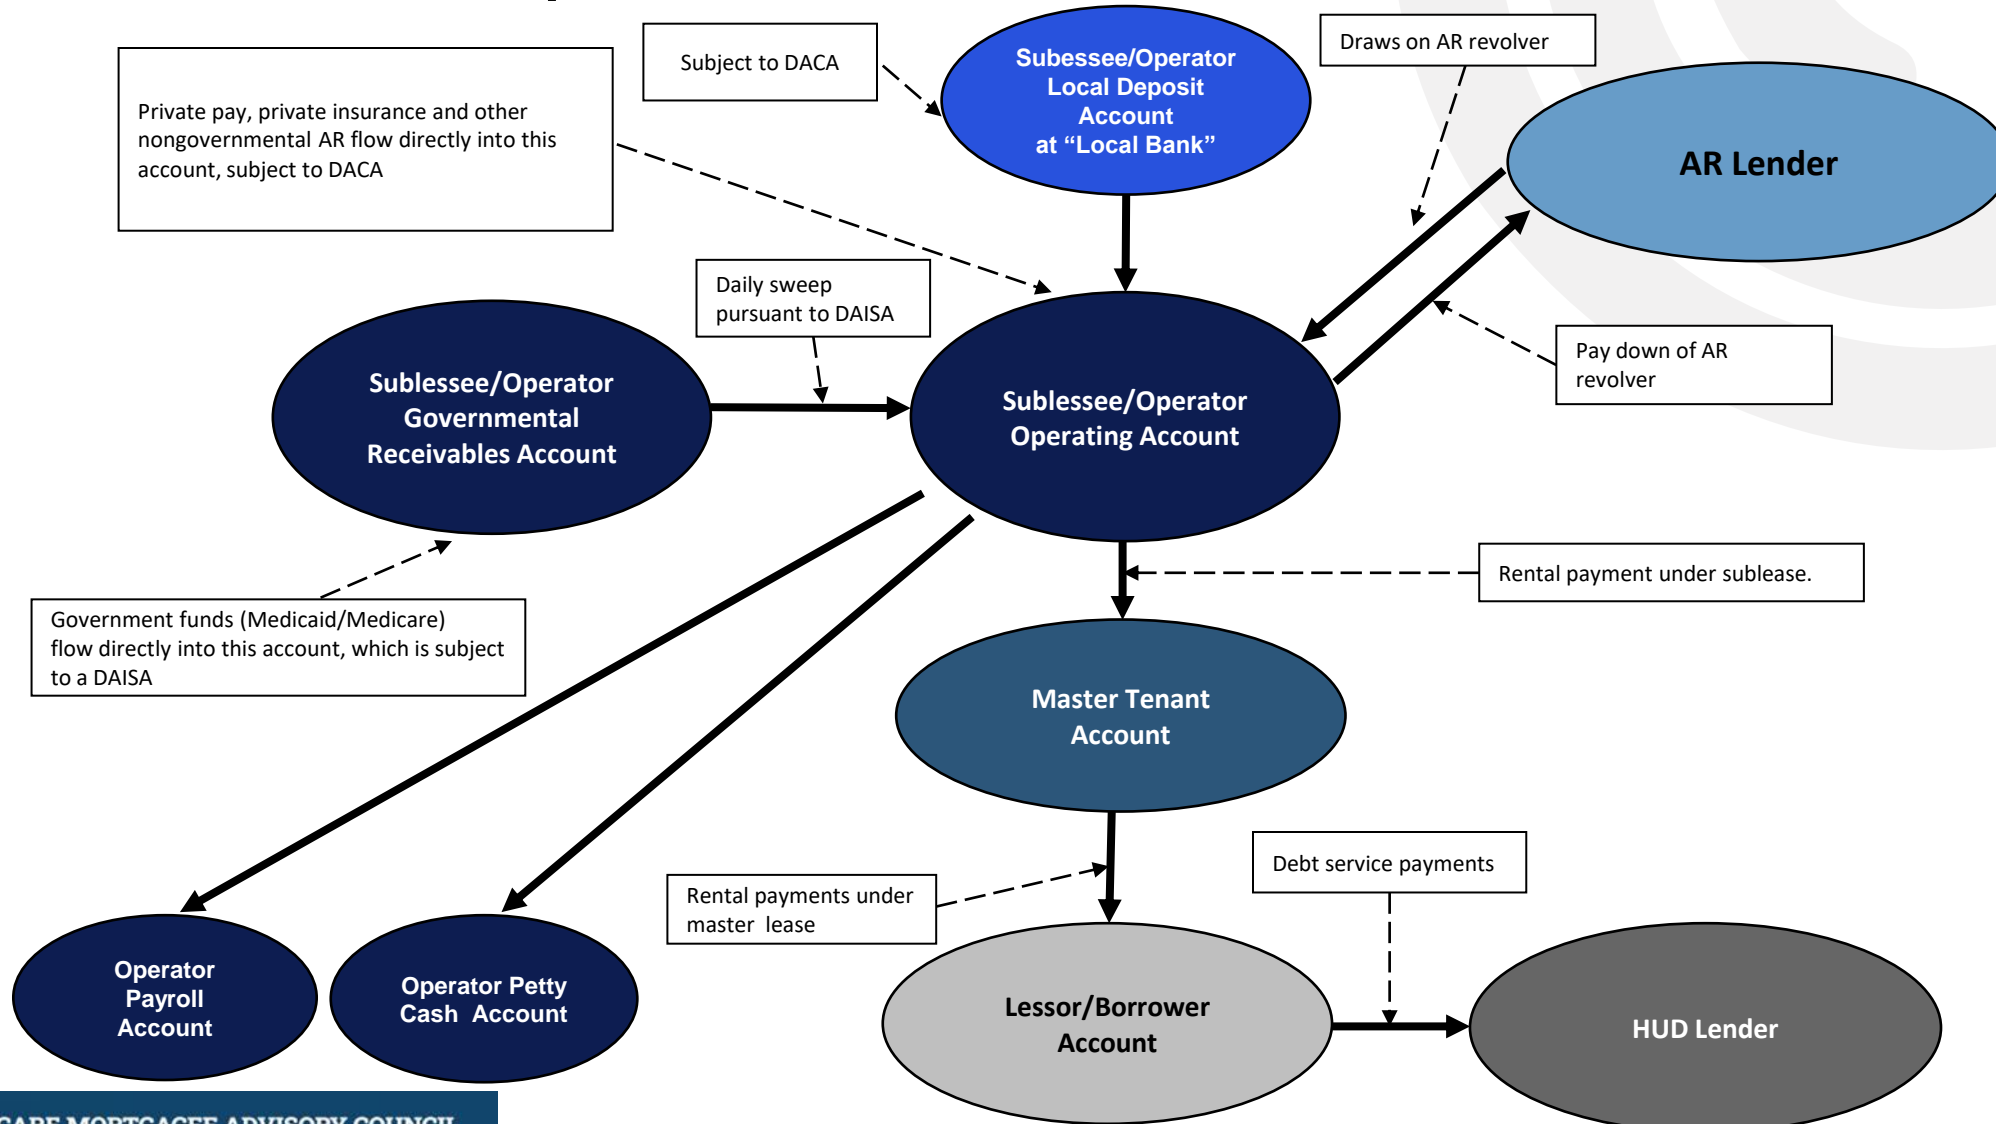 Subject to DACA
Subessee/Operator
Local Deposit
Account
at “Local Bank”
Draws on AR revolver
Private pay, private insurance and other
nongovernmental AR flow directly into this
account, subject to DACA
AR Lender
Daily sweep
pursuant to DAISA
Pay down of AR
revolver
Sublessee/Operator
Governmental
Receivables Account
Sublessee/Operator
Operating Account
Rental payment under sublease.
Government funds (Medicaid/Medicare)
flow directly into this account, which is subject
to a DAISA
Master Tenant
Account
Debt service payments
Rental payments under
master lease
Operator
Payroll
Account
Operator Petty
Cash Account
Lessor/Borrower
Account
HUD Lender
MORTGAGEE ADVISORY COUNCIL